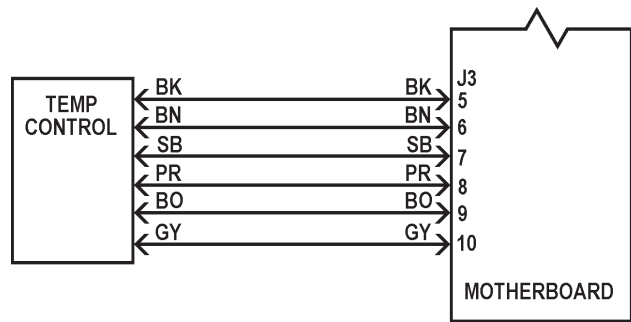 TEMP
CONTROL
J3
BK BK 5
BN BN 6
SB SB 7
PR PR 8
BO BO 9
GY GY 10
MOTHERBOARD